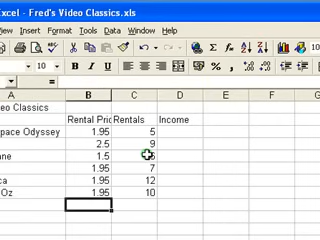 Excel - Fred's Video Classics.xls
Insert Format Tools Data Window Help
10 B I U $ %
A B C D E F G
eo Classics
Rental Pric Rentals Income
pace Odyssey 1.95 5
2.5 9
ane 1.5
1.95 7
ca 1.95 12
Oz 1.95 10